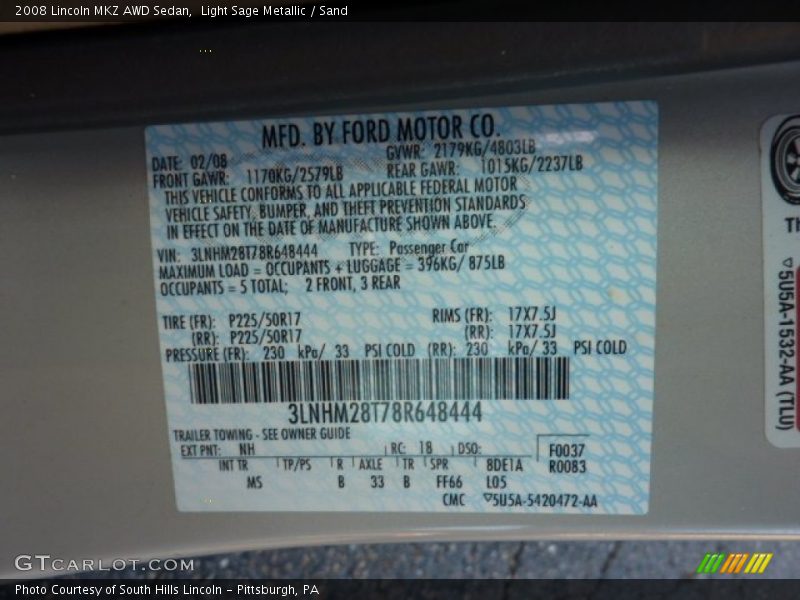 2008 Lincoln MKZ AWD Sedan,  Light Sage Metallic / Sand
MFD. BY FORD MOTOR CO.
DATE: 02/08
GVWR: 2179KG/4803LB
FRONT GAWR: 1170KG/2579LB
REAR GAWR: 1015KG/2237LB
THIS VEHICLE CONFORMS TO ALL APPLICABLE FEDERAL MOTOR
VEHICLE SAFETY, BUMPER, AND THEFT PREVENTION STANDARDS
IN EFFECT ON THE DATE OF MANUFACTURE SHOWN ABOVE.
VIN: 3LNHM28T78R648444 TYPE: Passenger Car
MAXIMUM LOAD = OCCUPANTS + LUGGAGE = 396KG/ 875LB
OCCUPANTS = 5 TOTAL; 2 FRONT, 3 REAR
TIRE (FR): P225/50R17 RIMS (FR): 17X7.5J
(RR): P225/50R17 (RR): 17X7.5J
PRESSURE (FR): 230 kPa/ 33 PSI COLD (RR): 230 kPa/ 33 PSI COLD
3LNHM28T78R648444
TRAILER TOWING - SEE OWNER GUIDE
EXT PNT: NH RC: 18 DSO: F0037
INT TR TP/PS R AXLE TR SPR 8DE1A R0083
MS B 33 B FF66 L05
CMC ▽5U5A-5420472-AA
▽5U5A-1532-AA (TLU)
GTCARLOT.COM
Photo Courtesy of South Hills Lincoln - Pittsburgh, PA